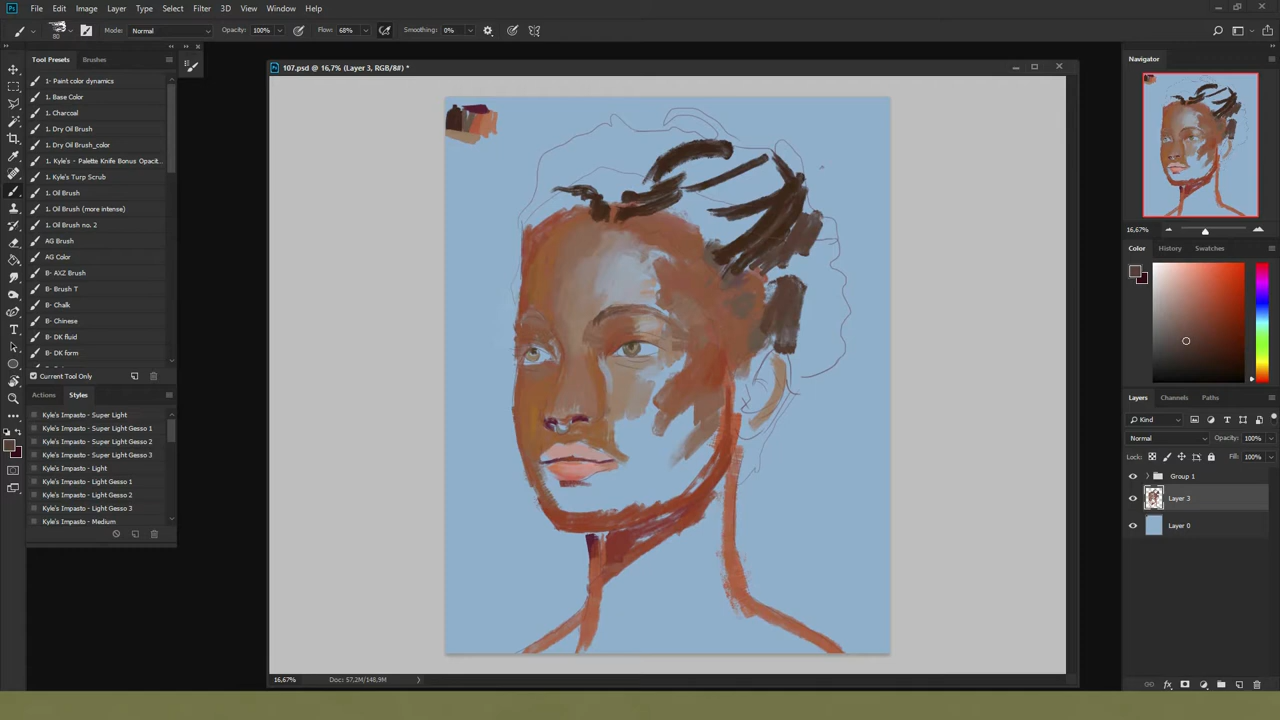 Ps File Edit Image Layer Type Select Filter 3D View Window Help
80 Mode: Normal Opacity: 100% Flow: 68% Smoothing: 0%
Tool Presets Brushes
1- Paint color dynamics
1. Base Color
1. Charcoal
1. Dry Oil Brush
1. Dry Oil Brush_color
1. Kyle's - Palette Knife Bonus Opacit...
1. Kyle's Turp Scrub
1. Oil Brush
1. Oil Brush (more intense)
1. Oil Brush no. 2
AG Brush
AG Color
B- AXZ Brush
B- Brush T
B- Chalk
B- Chinese
B- DK fluid
B- DK form
Current Tool Only
Actions Styles
Kyle's Impasto - Super Light
Kyle's Impasto - Super Light Gesso 1
Kyle's Impasto - Super Light Gesso 2
Kyle's Impasto - Super Light Gesso 3
Kyle's Impasto - Light
Kyle's Impasto - Light Gesso 1
Kyle's Impasto - Light Gesso 2
Kyle's Impasto - Light Gesso 3
Kyle's Impasto - Medium
107.psd @ 16,7% (Layer 3, RGB/8#) *
16,67% Doc: 57,2M/148,9M
Navigator
16,67%
Color History Swatches
Layers Channels Paths
Kind
Normal Opacity: 100%
Lock: Fill: 100%
Group 1
Layer 3
Layer 0